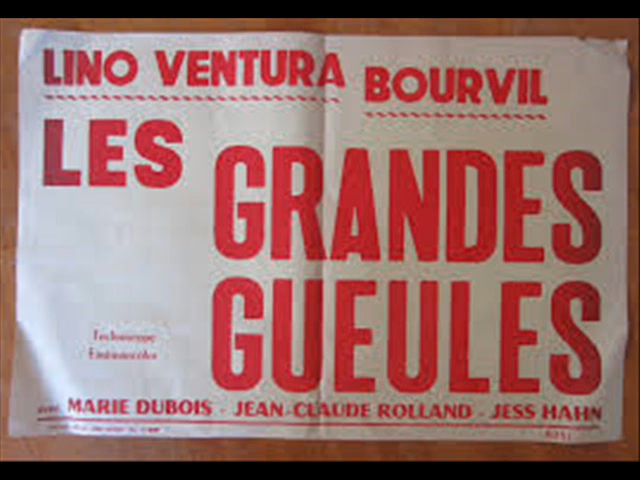 LINO VENTURA BOURVIL
LES GRANDES
GUEULES
Techniscope
Eastmancolor
avec MARIE DUBOIS - JEAN-CLAUDE ROLLAND - JESS HAHN